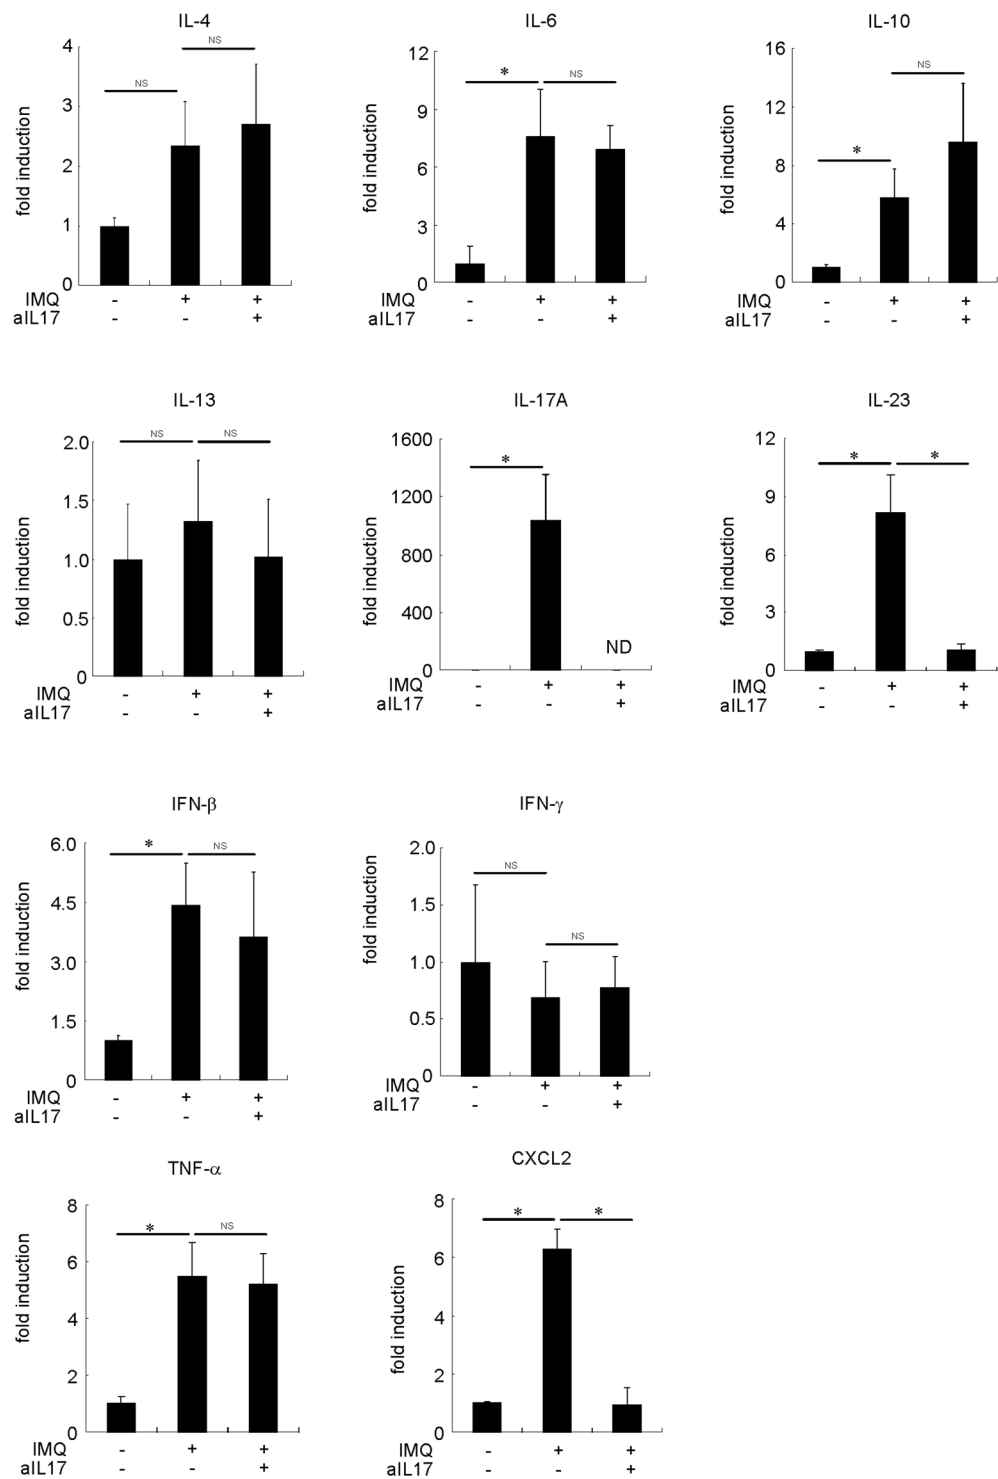 IL-4
fold induction
4
3
2
1
0
NS
NS
IMQ - + +
aIL17 - - +
IL-6
fold induction
12
9
6
3
0
*
NS
IMQ - + +
aIL17 - - +
IL-10
fold induction
16
12
8
4
0
*
NS
IMQ - + +
aIL17 - - +
IL-13
fold induction
2.0
1.5
1.0
0.5
0
NS
NS
IMQ - + +
aIL17 - - +
IL-17A
fold induction
1600
1200
800
400
0
*
ND
IMQ - + +
aIL17 - - +
IL-23
fold induction
12
9
6
3
0
*
*
IMQ - + +
aIL17 - - +
IFN-β
fold induction
6.0
4.5
3.0
1.5
0
*
NS
IMQ - + +
aIL17 - - +
IFN-γ
fold induction
2.0
1.5
1.0
0.5
0
NS
NS
IMQ - + +
aIL17 - - +
TNF-α
fold induction
8
6
4
2
0
*
NS
IMQ - + +
aIL17 - - +
CXCL2
fold induction
8
6
4
2
0
*
*
IMQ - + +
aIL17 - - +